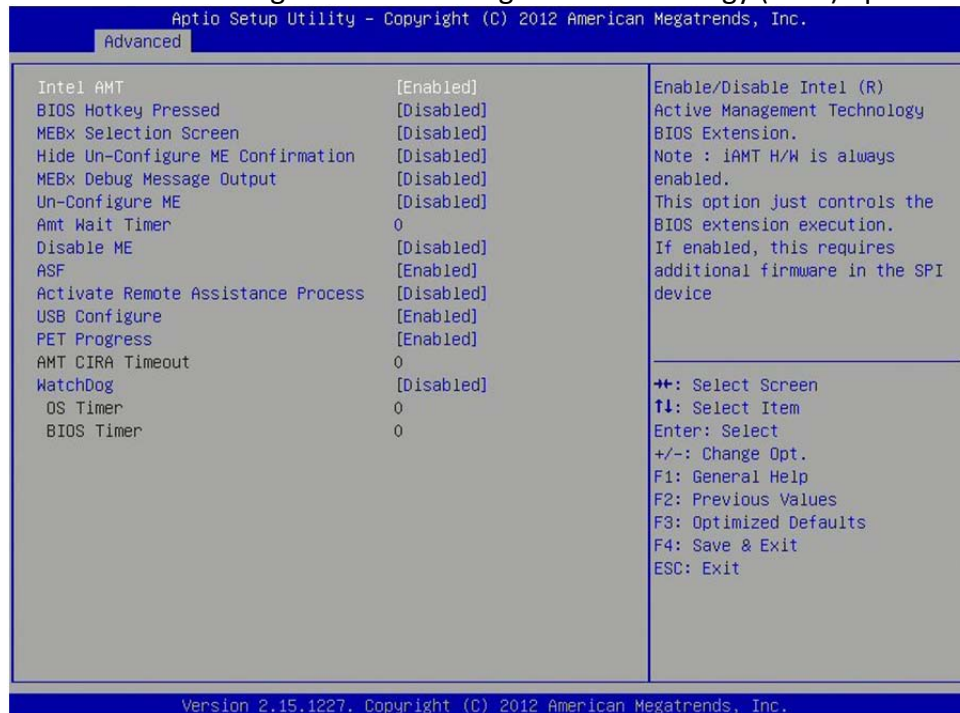 Aptio Setup Utility – Copyright (C) 2012 American Megatrends, Inc.
Advanced
Intel AMT [Enabled]
BIOS Hotkey Pressed [Disabled]
MEBx Selection Screen [Disabled]
Hide Un-Configure ME Confirmation [Disabled]
MEBx Debug Message Output [Disabled]
Un-Configure ME [Disabled]
Amt Wait Timer 0
Disable ME [Disabled]
ASF [Enabled]
Activate Remote Assistance Process [Disabled]
USB Configure [Enabled]
PET Progress [Enabled]
AMT CIRA Timeout 0
WatchDog [Disabled]
OS Timer 0
BIOS Timer 0
Enable/Disable Intel (R)
Active Management Technology
BIOS Extension.
Note : iAMT H/W is always
enabled.
This option just controls the
BIOS extension execution.
If enabled, this requires
additional firmware in the SPI
device
→←: Select Screen
↑↓: Select Item
Enter: Select
+/-: Change Opt.
F1: General Help
F2: Previous Values
F3: Optimized Defaults
F4: Save & Exit
ESC: Exit
Version 2.15.1227. Copyright (C) 2012 American Megatrends, Inc.